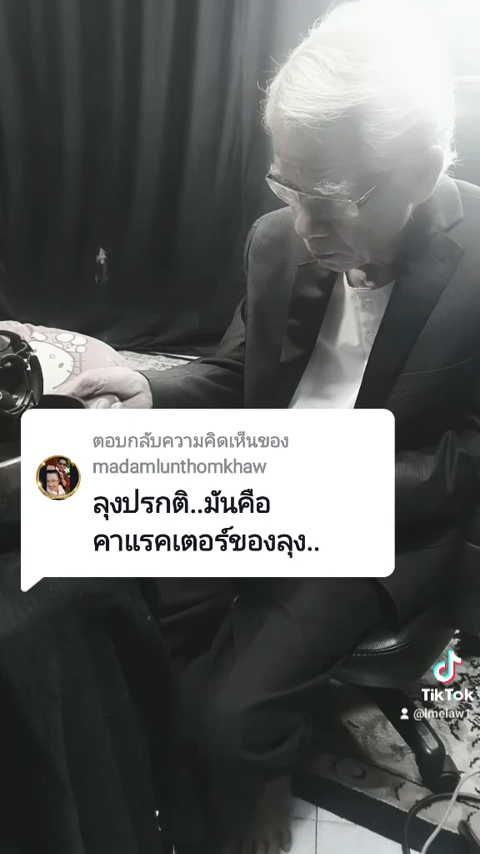 ตอบกลับความคิดเห็นของ
madamlunthomkhaw
ลุงปรกติ..มันคือ
คาแรคเตอร์ของลุง..
TikTok
@lmelaw1